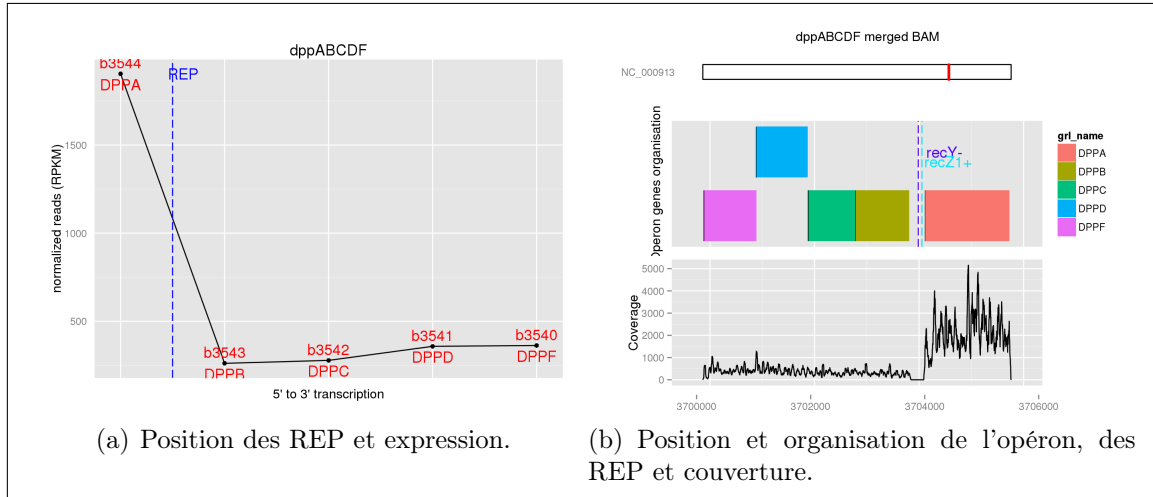 dppABCDF
b3544
DPPA
REP
1500
1000
500
normalized reads (RPKM)
b3543
DPPB
b3542
DPPC
b3541
DPPD
b3540
DPPF
5' to 3' transcription
(a) Position des REP et expression.
dppABCDF merged BAM
NC_000913
Operon genes organisation
recY-
recZ1+
grl_name
DPPA
DPPB
DPPC
DPPD
DPPF
Coverage
5000
4000
3000
2000
1000
0
3700000
3702000
3704000
3706000
(b) Position et organisation de l'opéron, des
REP et couverture.